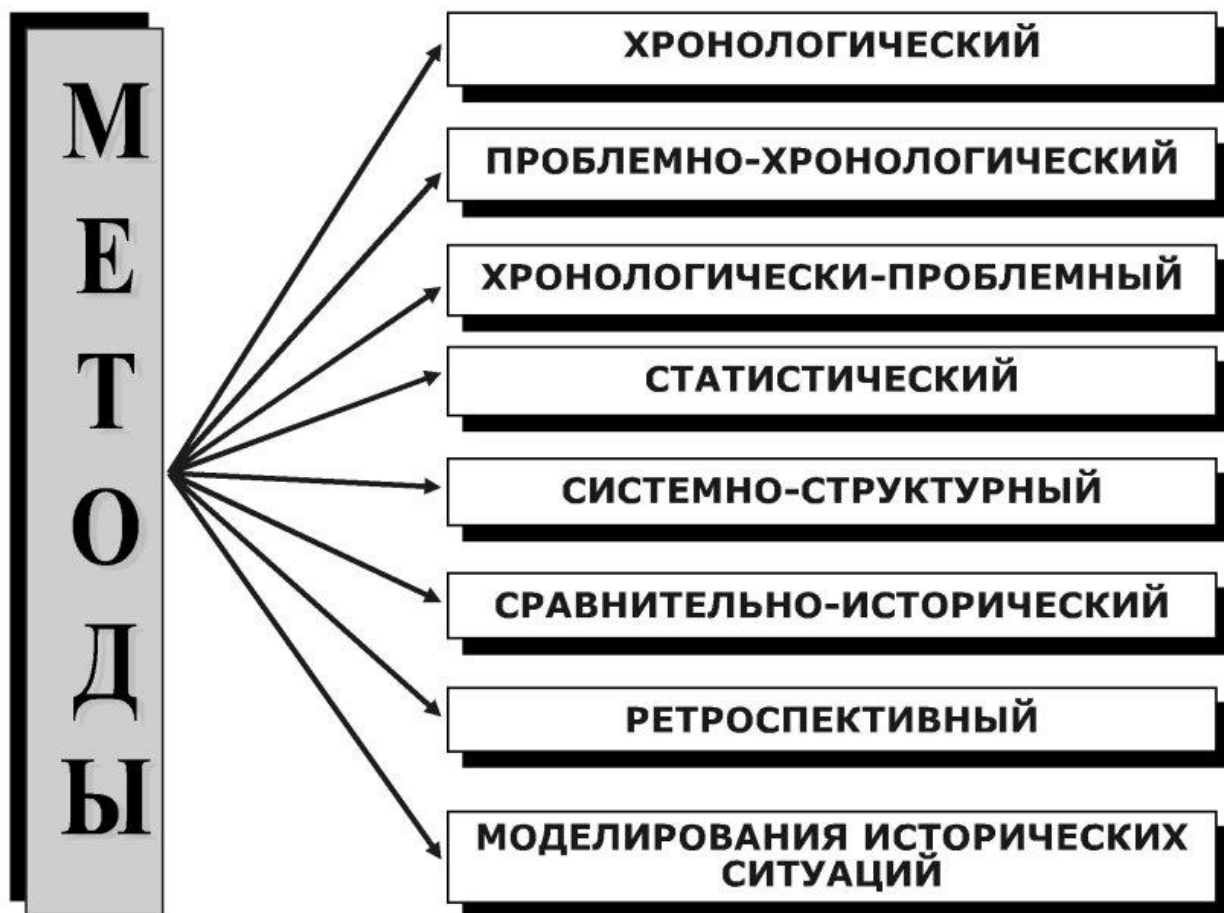 МЕТОДЫ
ХРОНОЛОГИЧЕСКИЙ
ПРОБЛЕМНО-ХРОНОЛОГИЧЕСКИЙ
ХРОНОЛОГИЧЕСКИ-ПРОБЛЕМНЫЙ
СТАТИСТИЧЕСКИЙ
СИСТЕМНО-СТРУКТУРНЫЙ
СРАВНИТЕЛЬНО-ИСТОРИЧЕСКИЙ
РЕТРОСПЕКТИВНЫЙ
МОДЕЛИРОВАНИЯ ИСТОРИЧЕСКИХ
СИТУАЦИЙ